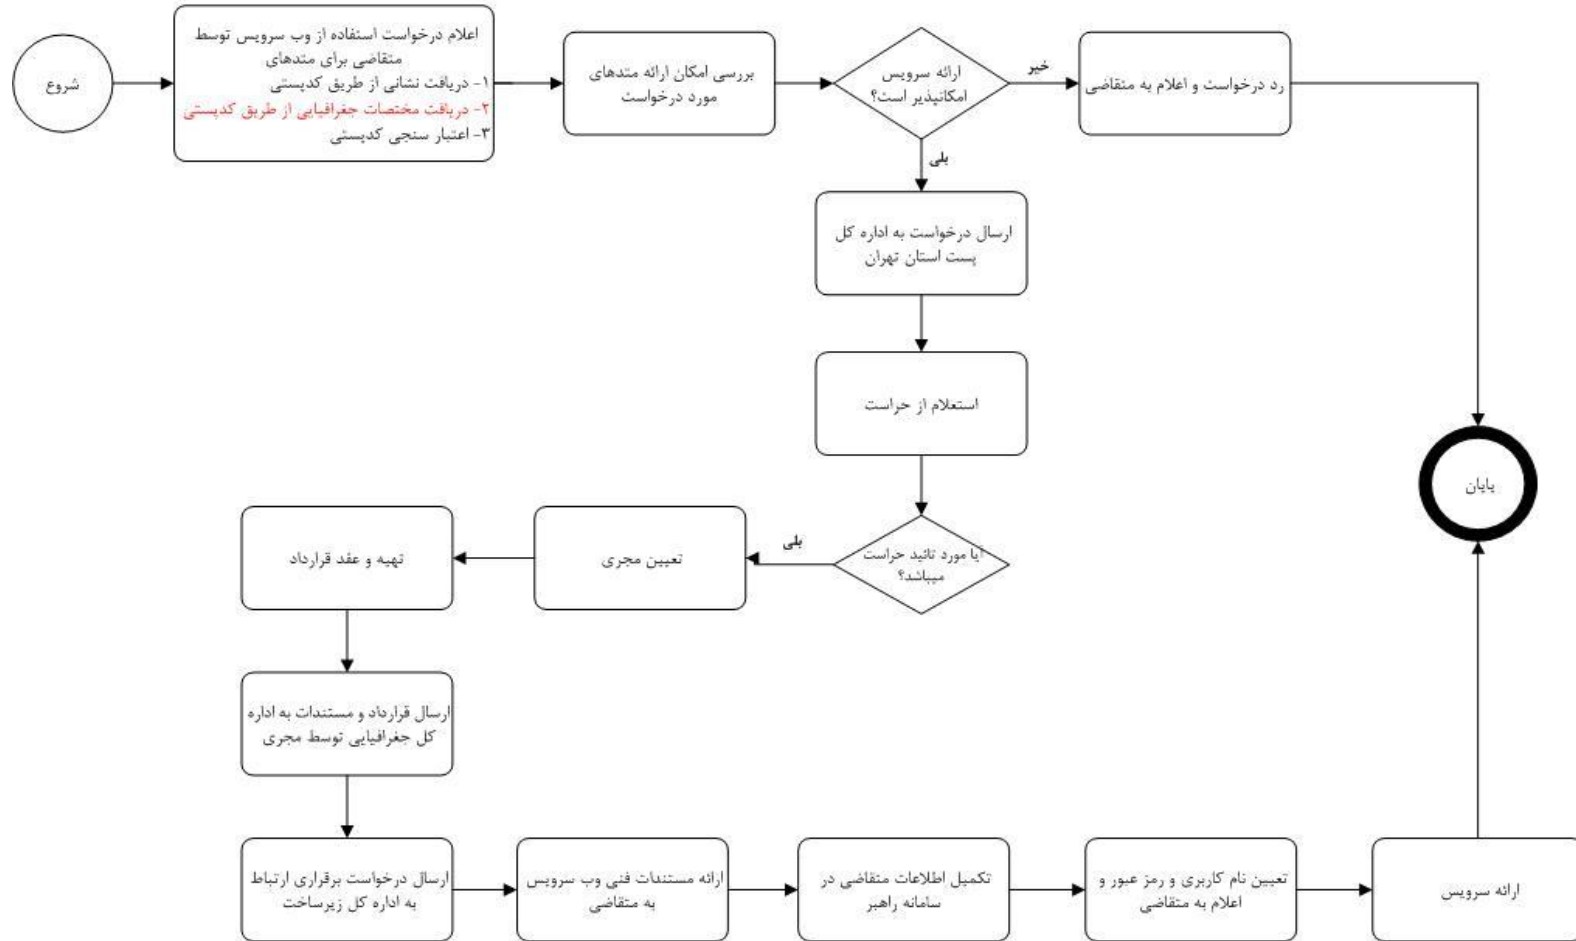 شروع
اعلام درخواست استفاده از وب سرویس توسط
متقاضی برای متدهای
۱- دریافت نشانی از طریق کدپستی
۲- دریافت مختصات جغرافیایی از طریق کدپستی
۳- اعتبار سنجی کدپستی
بررسی امکان ارائه متدهای
مورد درخواست
ارائه سرویس
امکانپذیر است؟
خیر
رد درخواست و اعلام به متقاضی
بلی
ارسال درخواست به اداره کل
پست استان تهران
استعلام از حراست
آیا مورد تائید حراست
میباشد؟
بلی
تعیین مجری
تهیه و عقد قرارداد
ارسال قرارداد و مستندات به اداره
کل جغرافیایی توسط مجری
ارسال درخواست برقراری ارتباط
به اداره کل زیرساخت
ارائه مستندات فنی وب سرویس
به متقاضی
تکمیل اطلاعات متقاضی در
سامانه راهبر
تعیین نام کاربری و رمز عبور و
اعلام به متقاضی
ارائه سرویس
پایان